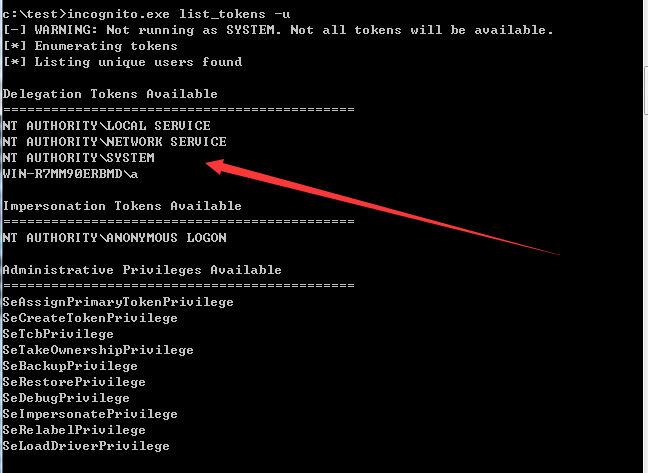 c:\test>incognito.exe list_tokens -u
[-] WARNING: Not running as SYSTEM. Not all tokens will be available.
[*] Enumerating tokens
[*] Listing unique users found
Delegation Tokens Available
============================================
NT AUTHORITY\LOCAL SERVICE
NT AUTHORITY\NETWORK SERVICE
NT AUTHORITY\SYSTEM
WIN-R7MM90ERBMD\a
Impersonation Tokens Available
============================================
NT AUTHORITY\ANONYMOUS LOGON
Administrative Privileges Available
============================================
SeAssignPrimaryTokenPrivilege
SeCreateTokenPrivilege
SeTcbPrivilege
SeTakeOwnershipPrivilege
SeBackupPrivilege
SeRestorePrivilege
SeDebugPrivilege
SeImpersonatePrivilege
SeRelabelPrivilege
SeLoadDriverPrivilege